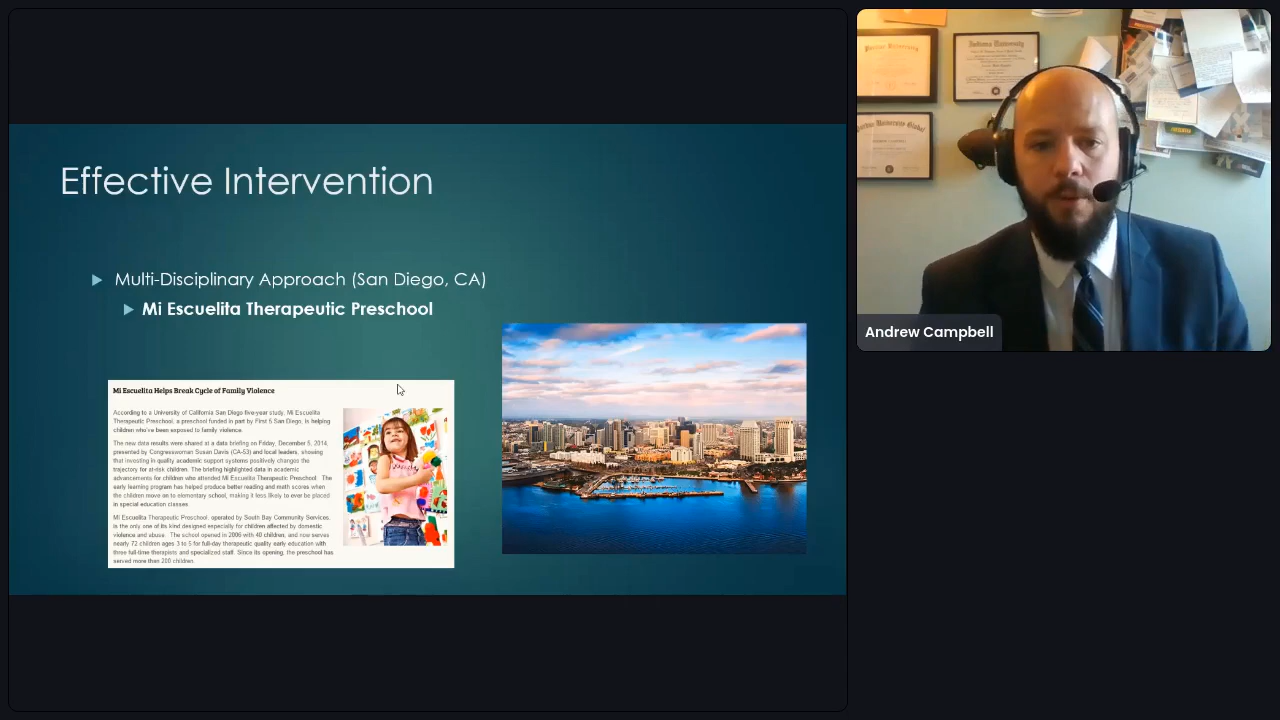 Effective Intervention
Multi-Disciplinary Approach (San Diego, CA)
Mi Escuelita Therapeutic Preschool
Mi Escuelita Helps Break Cycle of Family Violence
According to a University of California San Diego five-year study, Mi Escuelita
Therapeutic Preschool, a preschool funded in part by First 5 San Diego, is helping
children who've been exposed to family violence.
The new data results were shared at a data briefing on Friday, December 5, 2014,
presented by Congresswoman Susan Davis (CA-53) and local leaders, showing
that investing in quality academic support systems positively changes the
trajectory for at-risk children. The briefing highlighted data in academic
advancements for children who attended Mi Escuelita Therapeutic Preschool. The
early learning program has helped produce better reading and math scores when
the children move on to elementary school, making it less likely to ever be placed
in special education classes.
Mi Escuelita Therapeutic Preschool, operated by South Bay Community Services,
is the only one of its kind designed especially for children affected by domestic
violence and abuse. The school opened in 2006 with 40 children, and now serves
nearly 72 children ages 3 to 5 for full-day therapeutic quality early education with
three full-time therapists and specialized staff. Since its opening, the preschool has
served more than 200 children.
Purdue University
Indiana University
Purdue University Global
Andrew Campbell